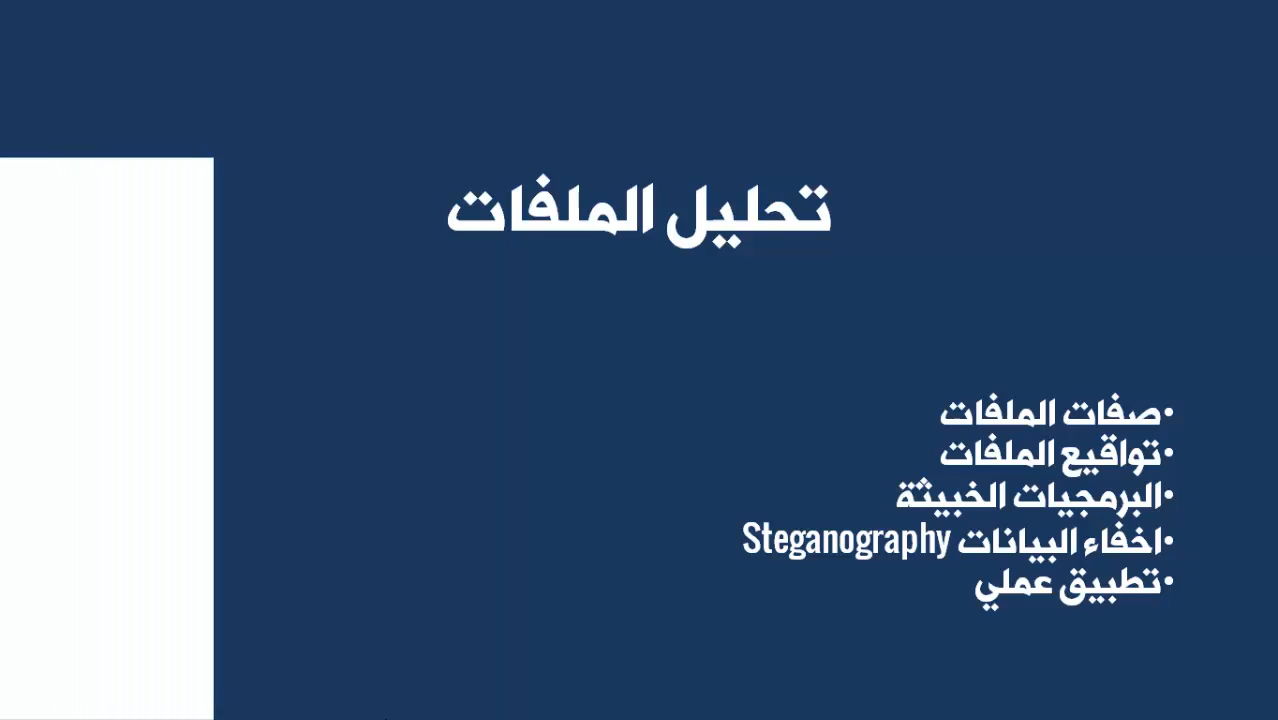 تحليل الملفات
•صفات الملفات
•تواقيع الملفات
•البرمجيات الخبيثة
•اخفاء البيانات Steganography
•تطبيق عملي